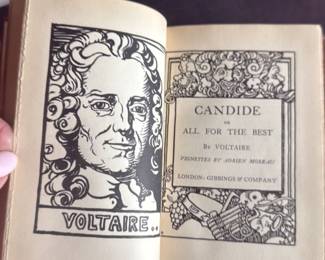 VOLTAIRE..
CANDIDE
OR
ALL FOR THE BEST
By VOLTAIRE
VIGNETTES BY ADRIEN MOREAU
LONDON: GIBBINGS & COMPANY